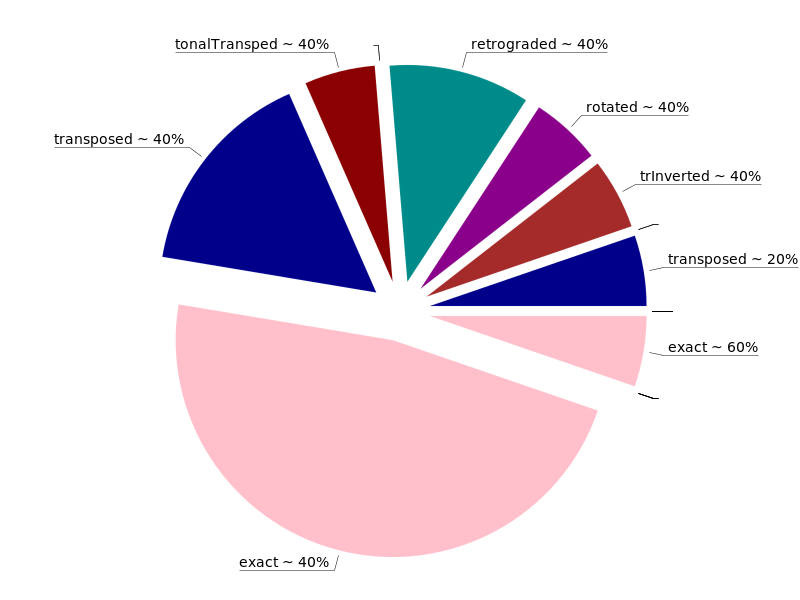 tonalTransped ~ 40%
retrograded ~ 40%
rotated ~ 40%
transposed ~ 40%
trInverted ~ 40%
transposed ~ 20%
exact ~ 60%
exact ~ 40%